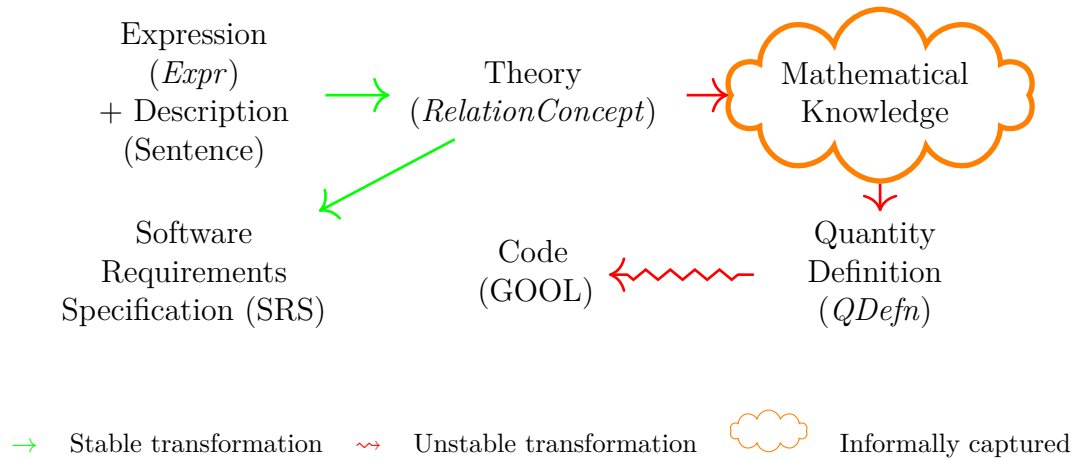 Expression
(Expr)
+ Description
(Sentence)
Theory
(RelationConcept)
Mathematical
Knowledge
Software
Requirements
Specification (SRS)
Code
(GOOL)
Quantity
Definition
(QDefn)
Stable transformation
Unstable transformation
Informally captured